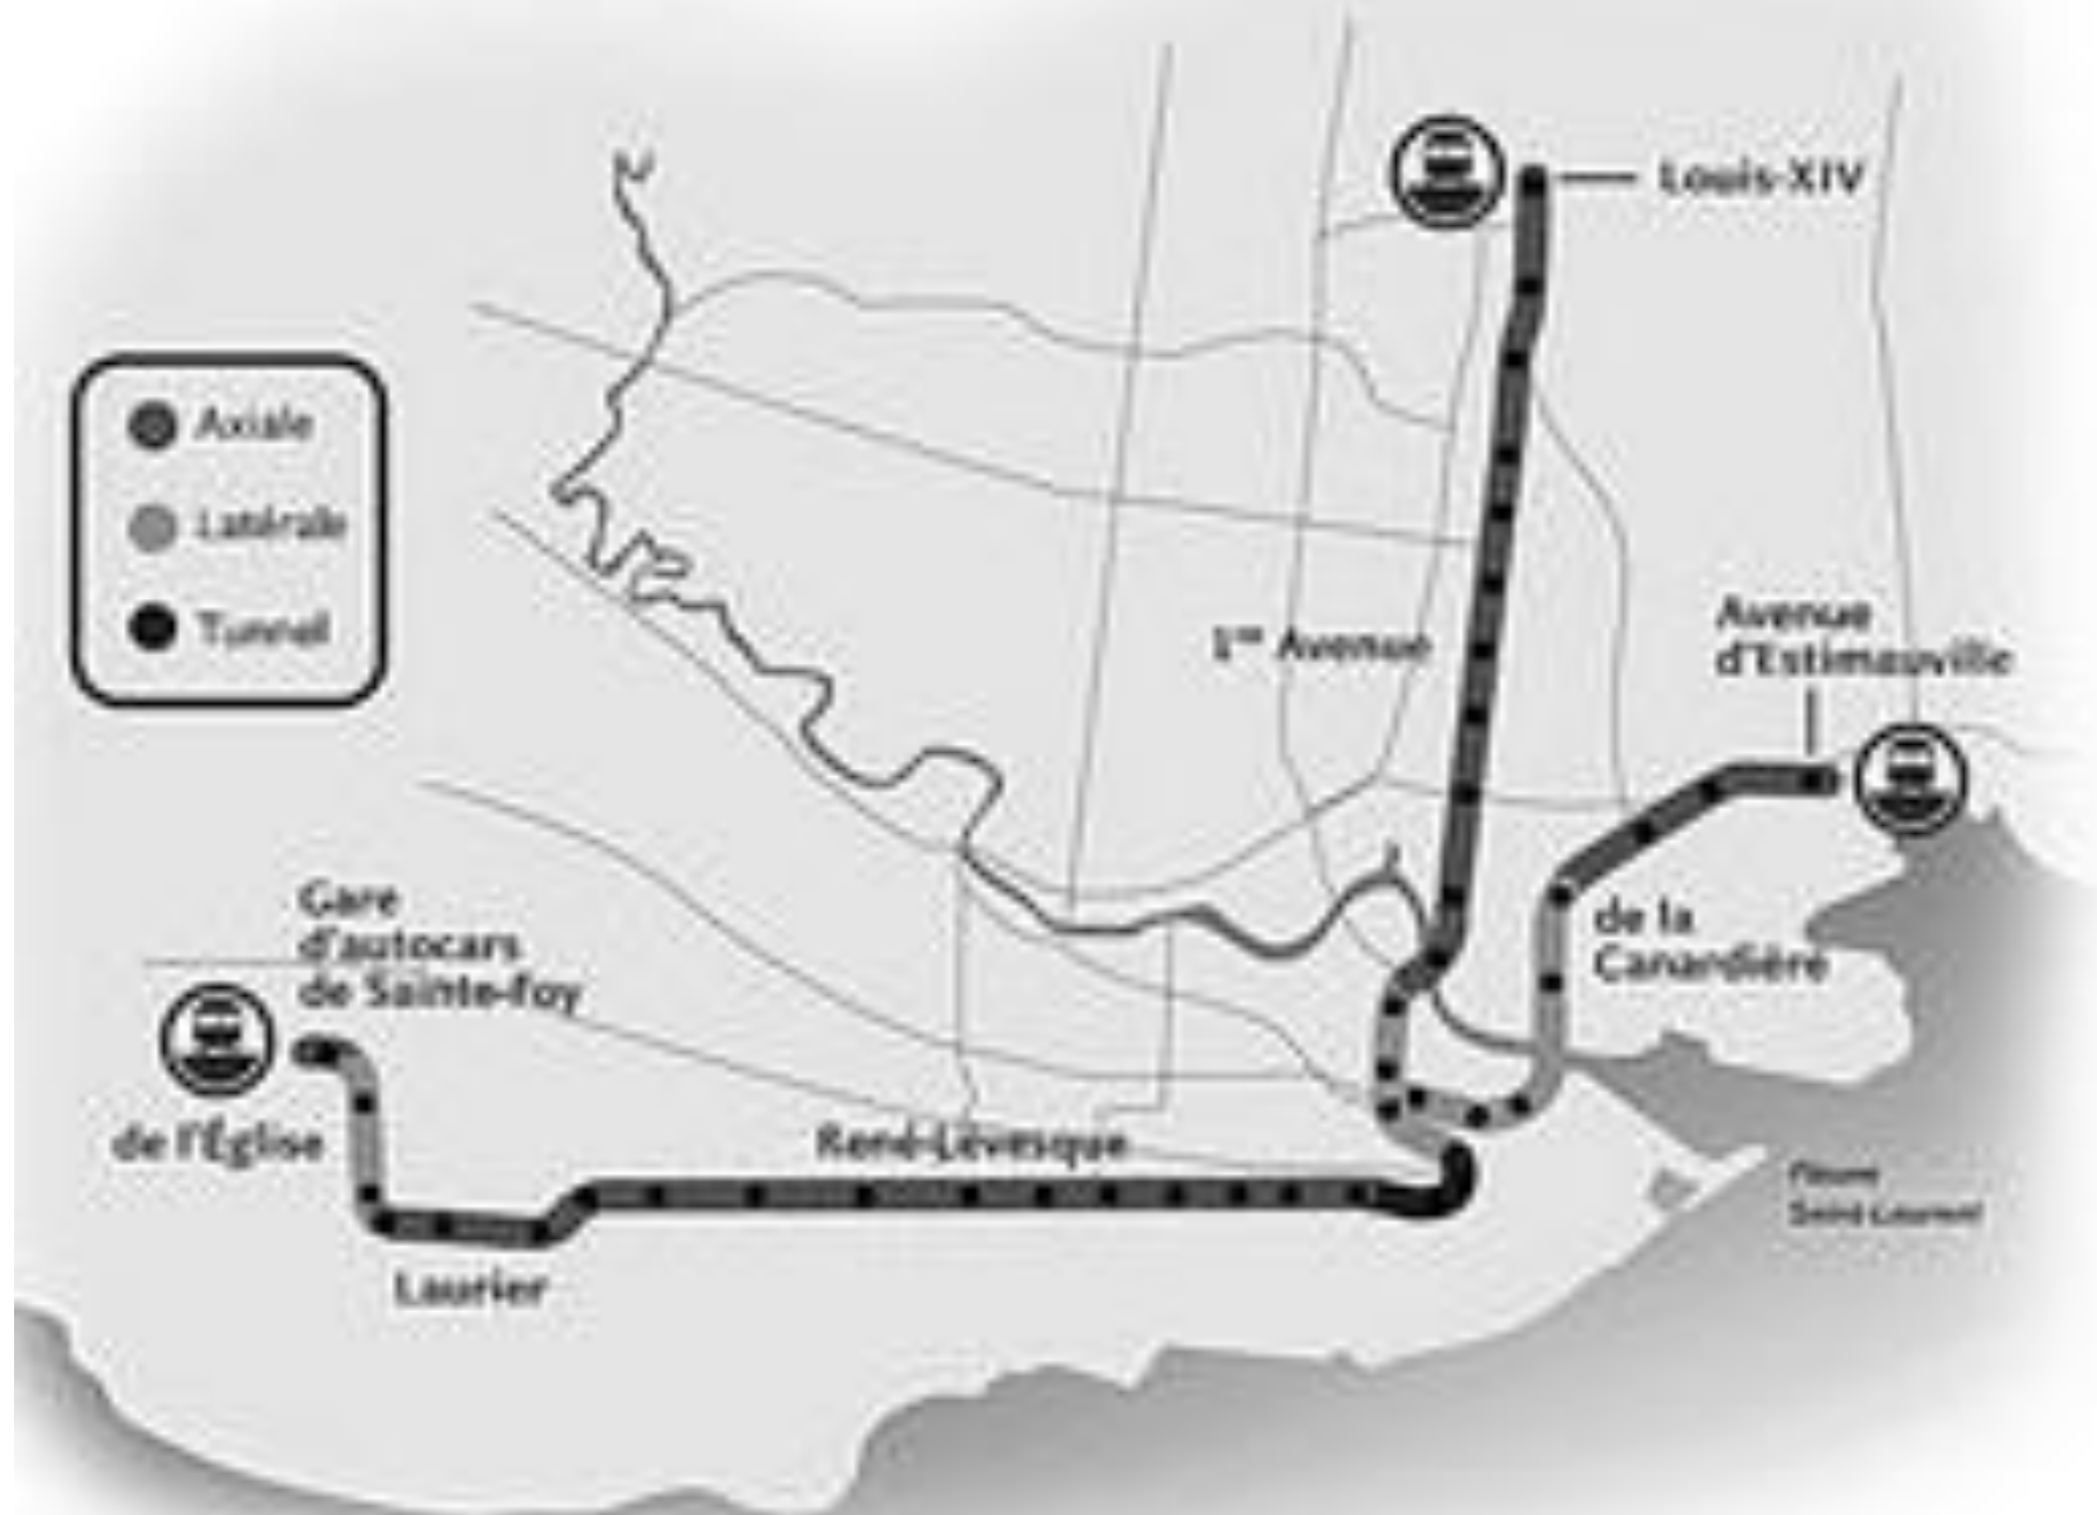 Louis-XIV
Axiale
Latérale
Tunnel
1re Avenue
Avenue
d'Estimauville
Gare
d'autocars
de Sainte-Foy
de la
Canardière
de l'Église
René-Lévesque
Fleuve
Saint-Laurent
Laurier